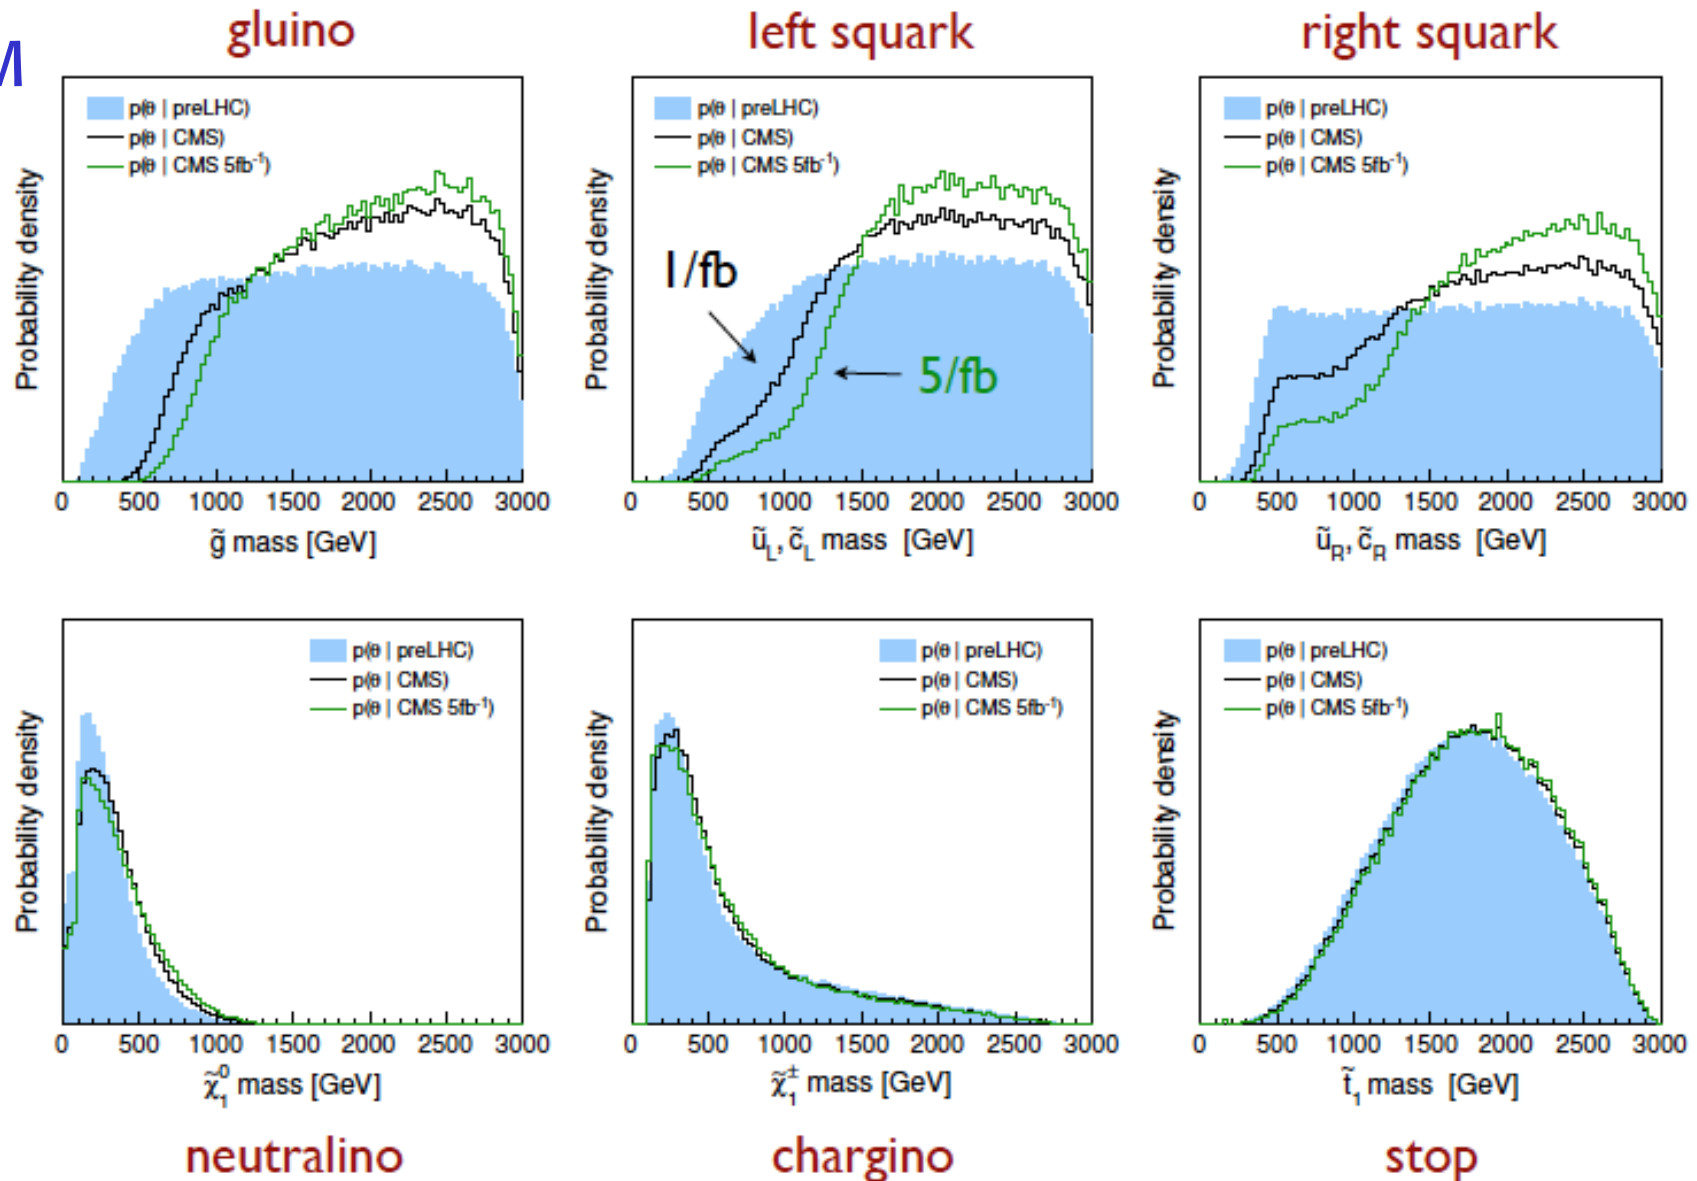 gluino
left squark
right squark
M
p(θ | preLHC)
p(θ | CMS)
p(θ | CMS 5fb⁻¹)
Probability density
0 500 1000 1500 2000 2500 3000
g̃ mass [GeV]
p(θ | preLHC)
p(θ | CMS)
p(θ | CMS 5fb⁻¹)
1/fb
5/fb
Probability density
0 500 1000 1500 2000 2500 3000
ũ_L, c̃_L mass [GeV]
p(θ | preLHC)
p(θ | CMS)
p(θ | CMS 5fb⁻¹)
Probability density
0 500 1000 1500 2000 2500 3000
ũ_R, c̃_R mass [GeV]
p(θ | preLHC)
p(θ | CMS)
p(θ | CMS 5fb⁻¹)
Probability density
0 500 1000 1500 2000 2500 3000
χ̃₁⁰ mass [GeV]
p(θ | preLHC)
p(θ | CMS)
p(θ | CMS 5fb⁻¹)
Probability density
0 500 1000 1500 2000 2500 3000
χ̃₁± mass [GeV]
p(θ | preLHC)
p(θ | CMS)
p(θ | CMS 5fb⁻¹)
Probability density
0 500 1000 1500 2000 2500 3000
t̃₁ mass [GeV]
neutralino
chargino
stop